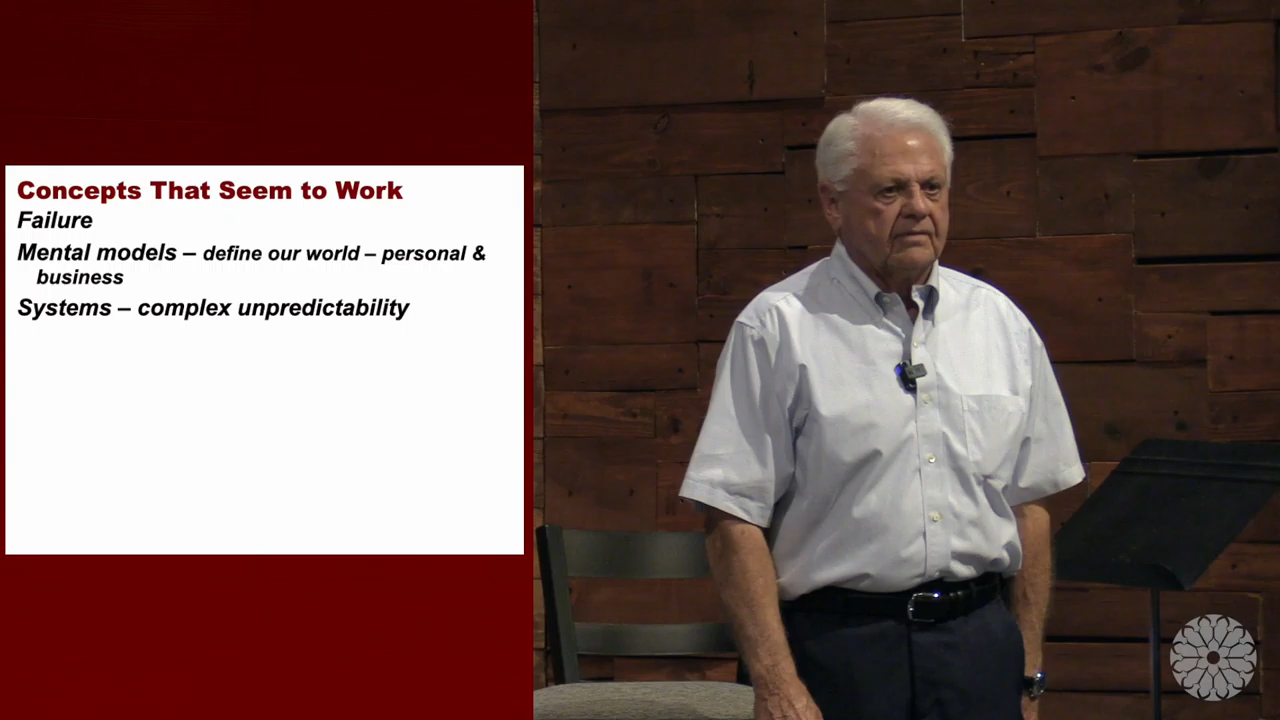 Concepts That Seem to Work
Failure
Mental models – define our world – personal &
business
Systems – complex unpredictability